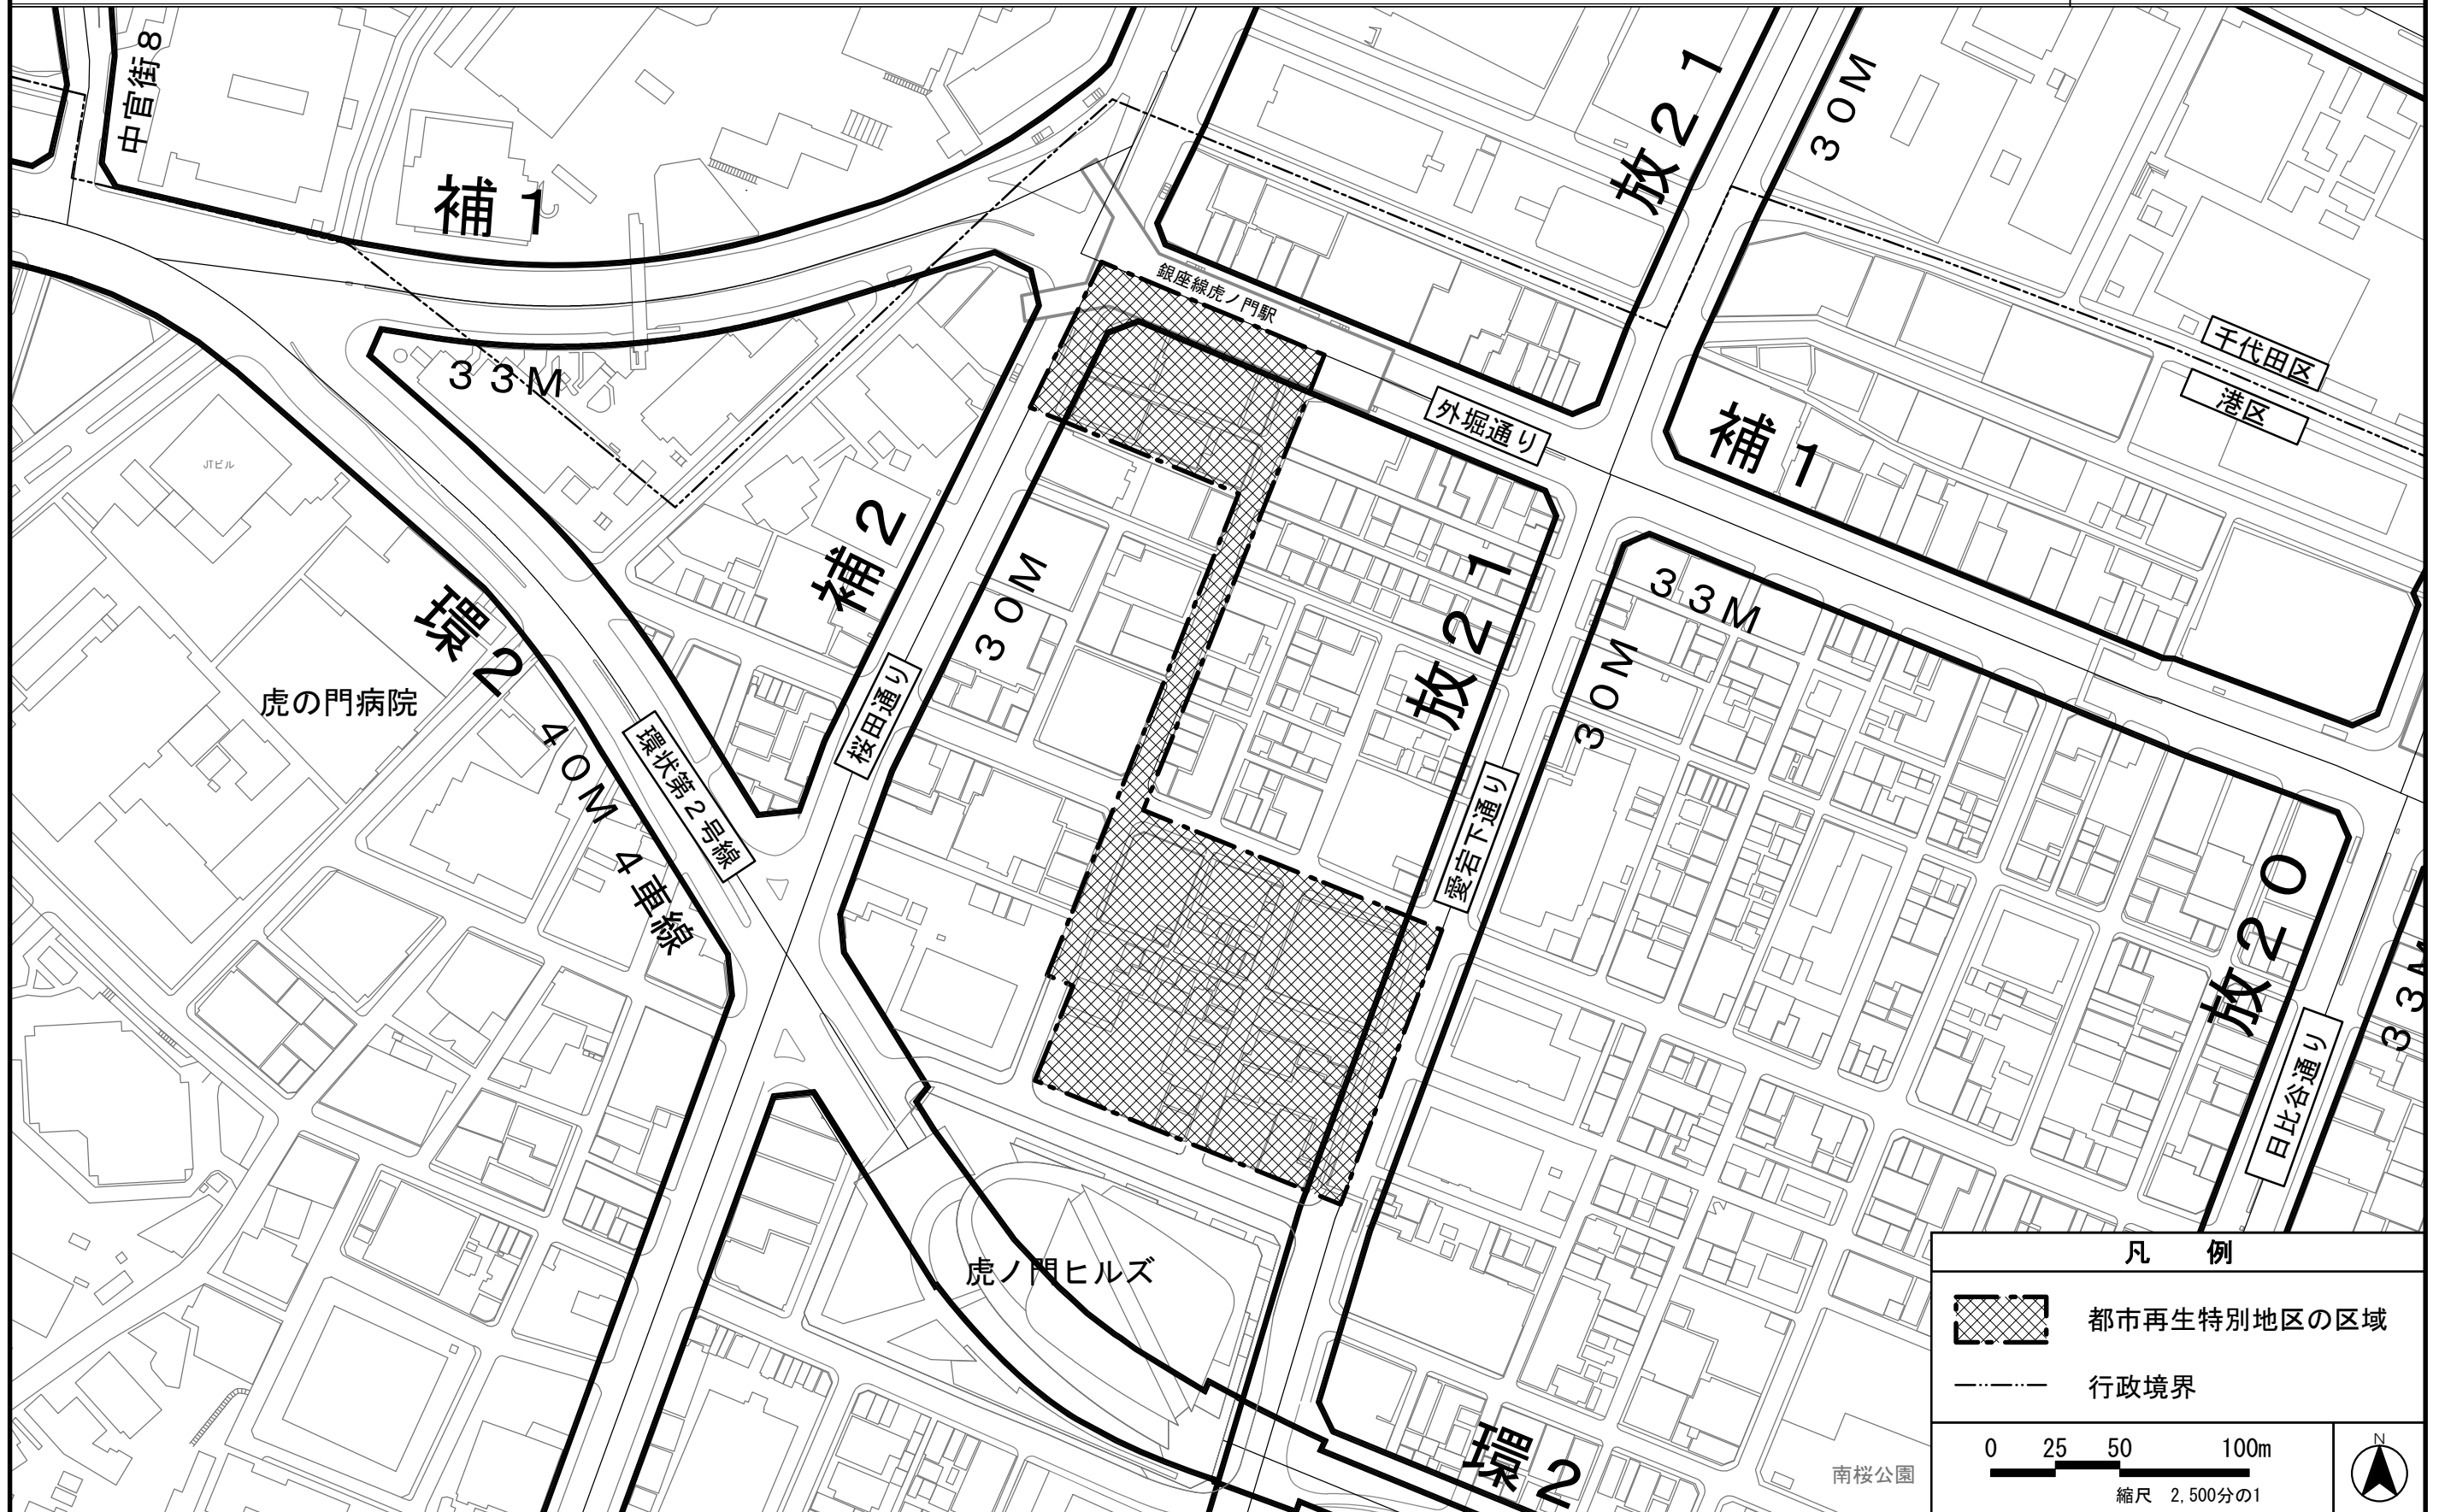 中官街8
補1
放21
30M
銀座線虎ノ門駅
千代田区
港区
33M
外堀通り
補1
JTビル
補2
30M
33M
環2
放21
30M
虎の門病院
桜田通り
40M
環状第2号線
愛宕下通り
4車線
放20
33M
日比谷通り
虎ノ門ヒルズ
環2
南桜公園
凡　例
都市再生特別地区の区域
行政境界
0 25 50 100m
縮尺　2,500分の1
N